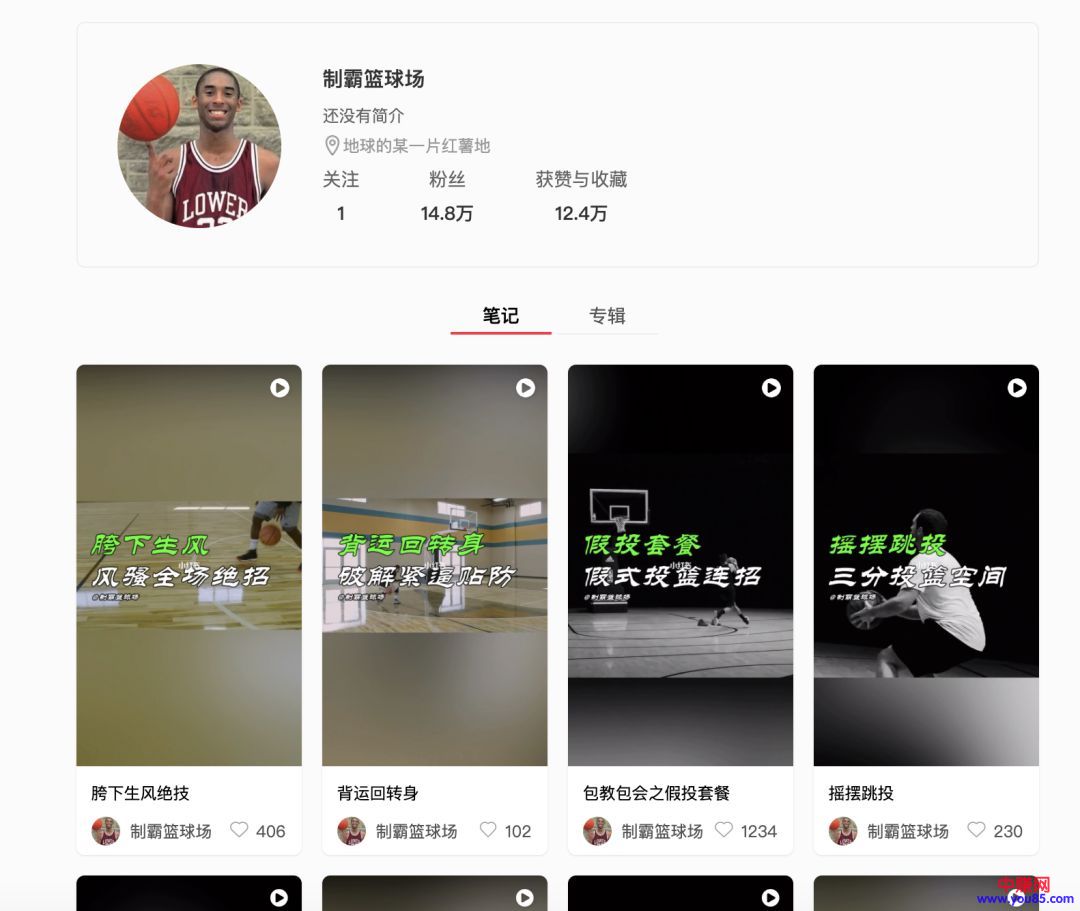 制霸篮球场
还没有简介
地球的某一片红薯地
关注 粉丝 获赞与收藏
1 14.8万 12.4万
LOWER
笔记 专辑
胯下生风
风骚全场绝招
@制霸篮球场
背运回转身
破解紧逼贴防
@制霸篮球场
假投套餐
假式投篮连招
@制霸篮球场
摇摆跳投
三分投篮空间
@制霸篮球场
胯下生风绝技
制霸篮球场 406
背运回转身
制霸篮球场 102
包教包会之假投套餐
制霸篮球场 1234
摇摆跳投
制霸篮球场 230
www.you85.com